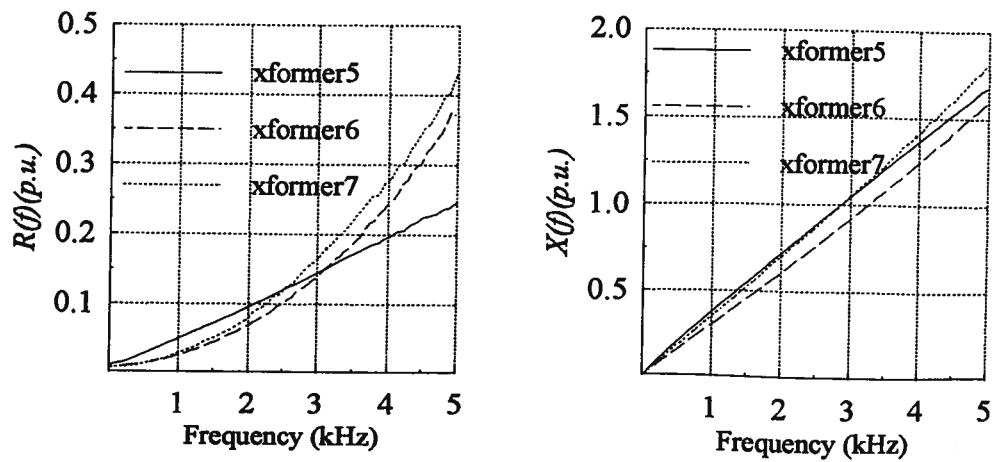 0.5
xformer5
0.4
xformer6
0.3
xformer7
0.2
0.1
R(f)(p.u.)
1 2 3 4 5
Frequency (kHz)
2.0
xformer5
xformer6
1.5
xformer7
1.0
0.5
X(f)(p.u.)
1 2 3 4 5
Frequency (kHz)